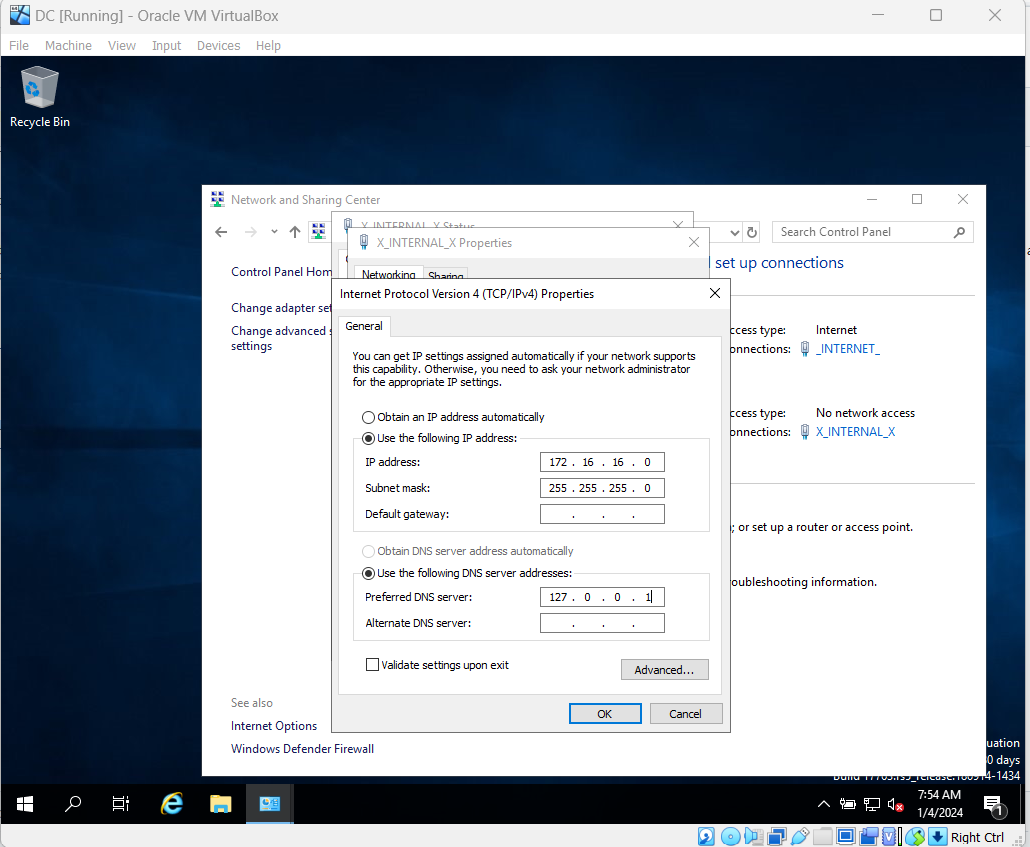 DC [Running] - Oracle VM VirtualBox
File Machine View Input Devices Help
Recycle Bin
Network and Sharing Center
X_INTERNAL_X Status
X_INTERNAL_X Properties
Search Control Panel
Control Panel Hom
Networking Sharing
set up connections
Internet Protocol Version 4 (TCP/IPv4) Properties
Change adapter set
Change advanced s
settings
General
You can get IP settings assigned automatically if your network supports
this capability. Otherwise, you need to ask your network administrator
for the appropriate IP settings.
Obtain an IP address automatically
Use the following IP address:
IP address: 172 . 16 . 16 . 0
Subnet mask: 255 . 255 . 255 . 0
Default gateway: . . .
Obtain DNS server address automatically
Use the following DNS server addresses:
Preferred DNS server: 127 . 0 . 0 . 1
Alternate DNS server: . . .
Validate settings upon exit
Advanced...
OK Cancel
ccess type: Internet
onnections: _INTERNET_
ccess type: No network access
onnections: X_INTERNAL_X
; or set up a router or access point.
oubleshooting information.
See also
Internet Options
Windows Defender Firewall
uation
0 days
Build 17763.rs5_release.180914-1434
7:54 AM
1/4/2024
1
Right Ctrl